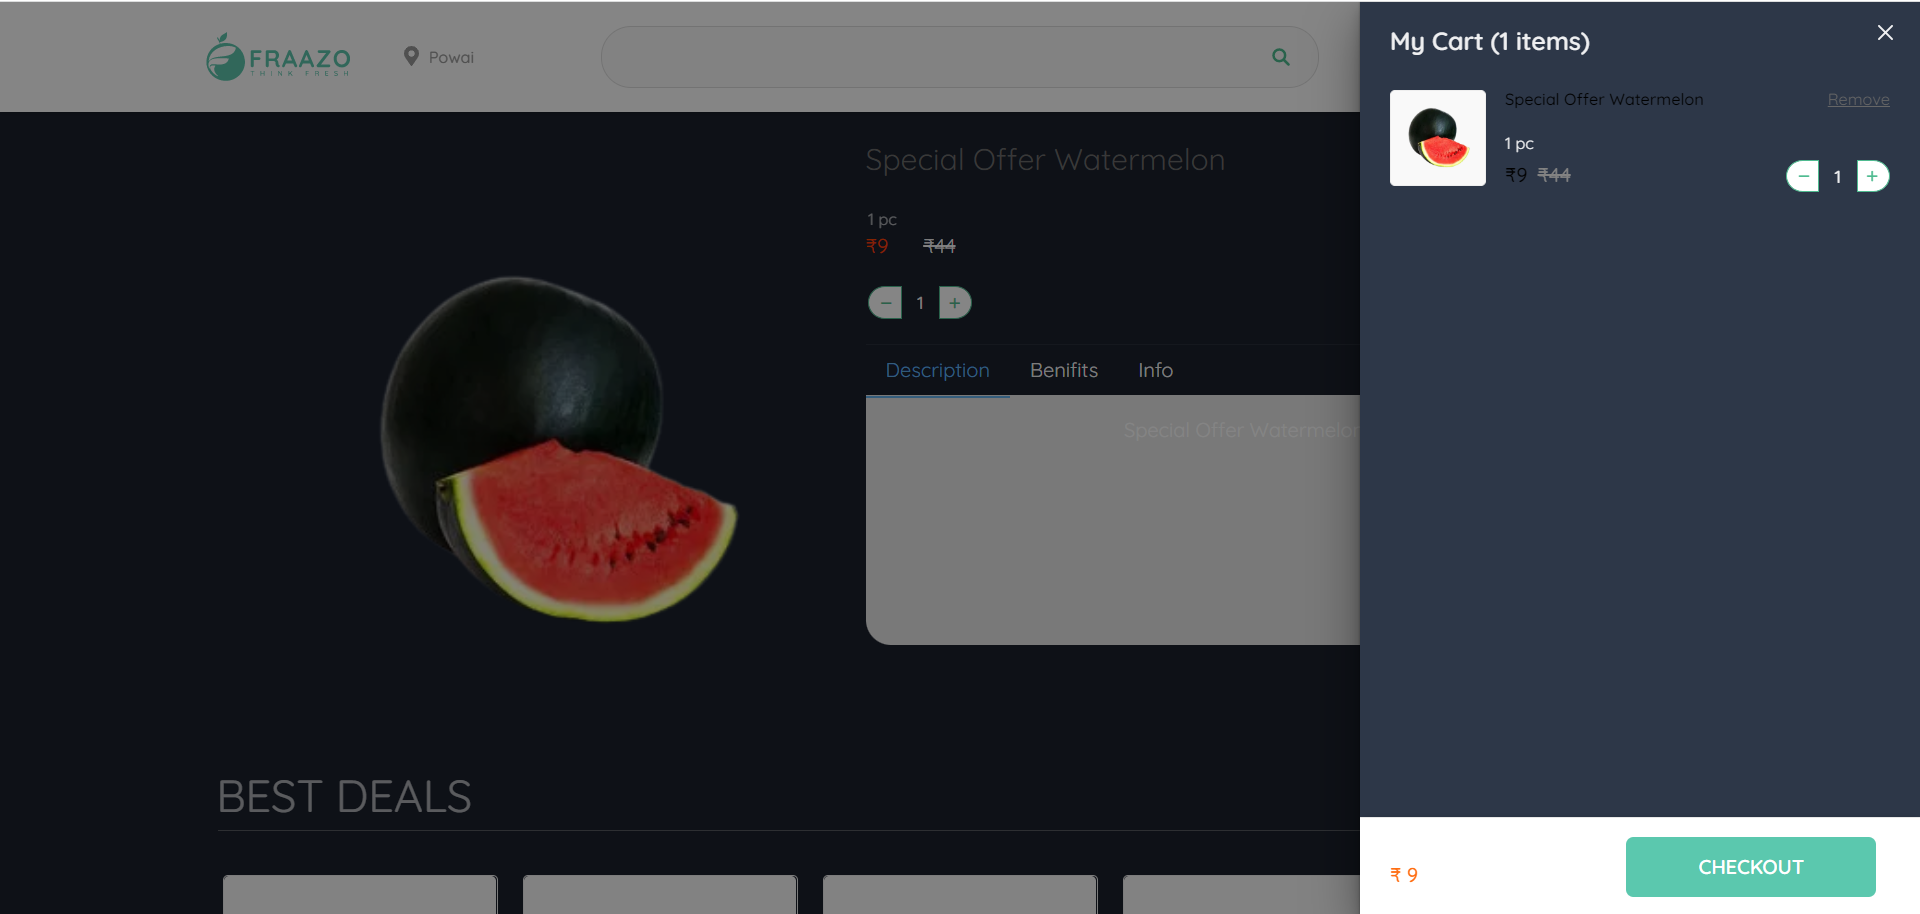 FRAAZO
THINK FRESH
Powai
Special Offer Watermelon
1 pc
₹9 ₹44
− 1 +
Description Benifits Info
Special Offer Watermelon
BEST DEALS
My Cart (1 items)
Special Offer Watermelon Remove
1 pc
₹9 ₹44
− 1 +
₹ 9 CHECKOUT